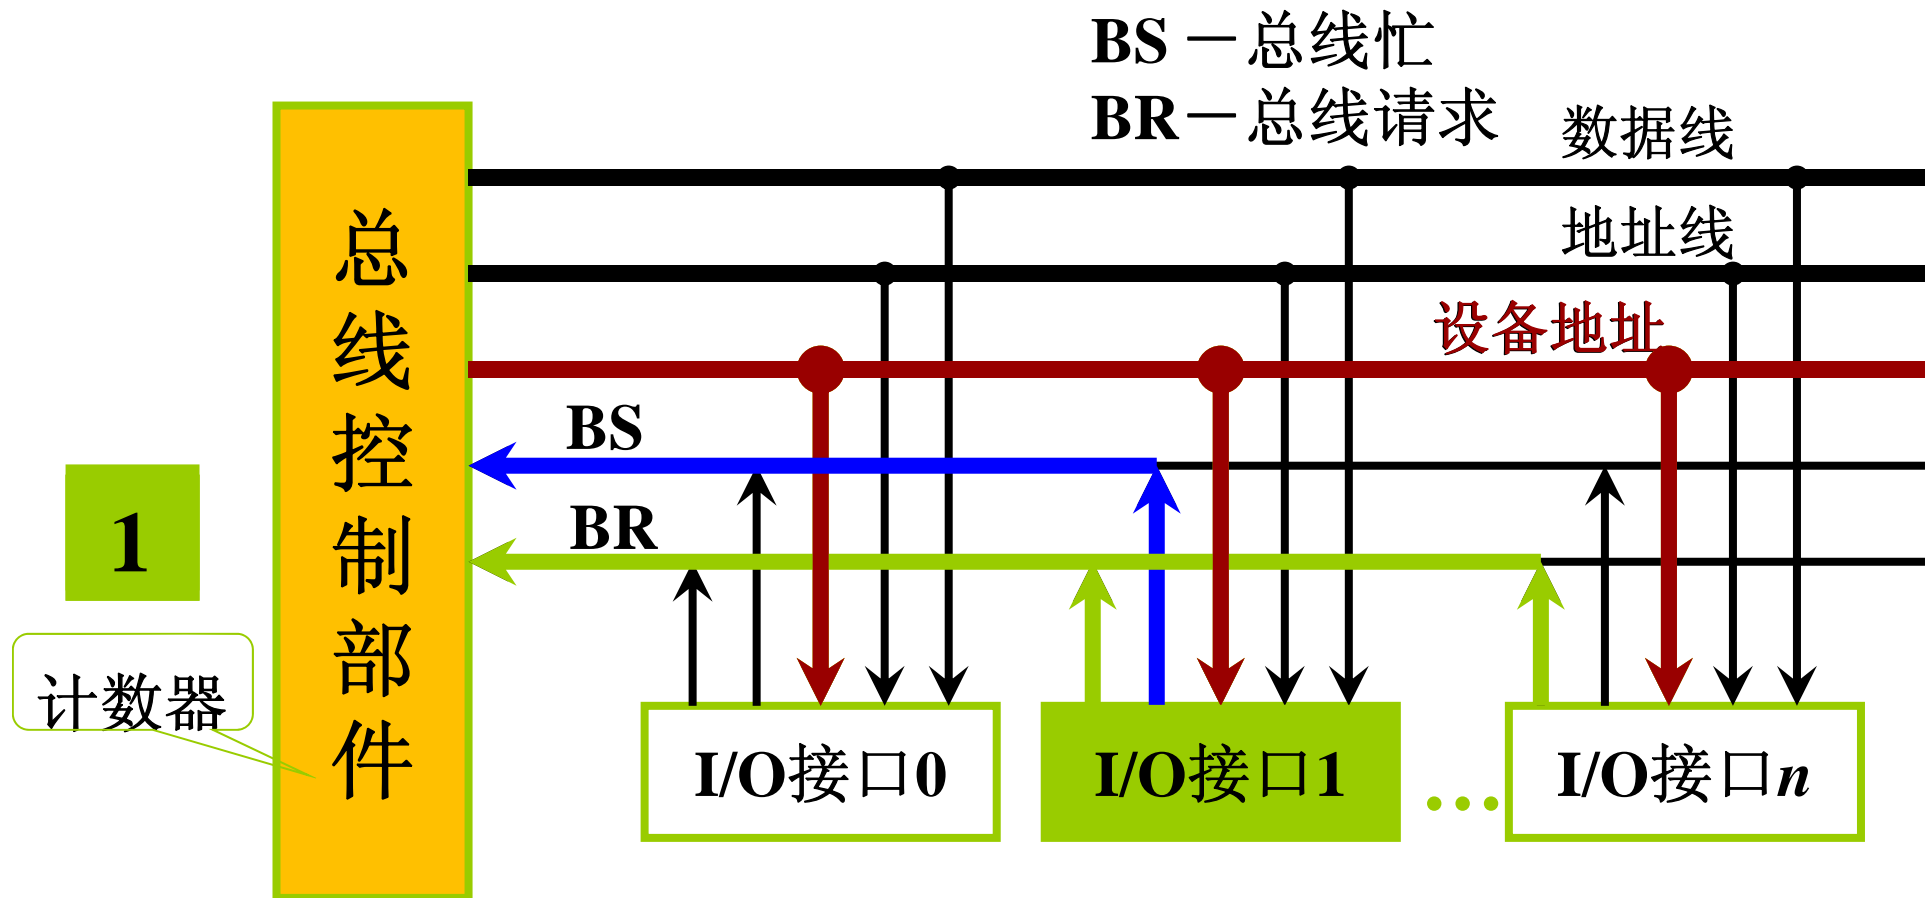 BS－总线忙
BR－总线请求
数据线
地址线
设备地址
BS
BR
总线控制部件
1
计数器
I/O接口0
I/O接口1
…
I/O接口n